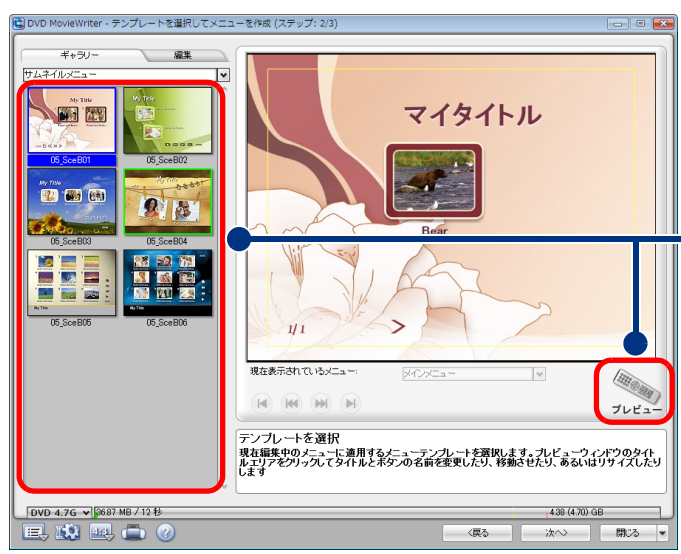 DVD MovieWriter - テンプレートを選択してメニューを作成 (ステップ: 2/3)
ギャラリー
編集
サムネイルメニュー
My Title
05_SceB01
My Title
05_SceB02
My Title
05_SceB03
My Title
05_SceB04
My Title
05_SceB05
My Title
05_SceB06
マイタイトル
Bear
1/1
現在表示されているメニュー:
メインメニュー
プレビュー
テンプレートを選択
現在編集中のメニューに適用するメニューテンプレートを選択します。プレビューウィンドウのタイト
ルエリアをクリックしてタイトルとボタンの名前を変更したり、移動させたり、あるいはリサイズしたり
します
DVD 4.7G
36.87 MB / 12 秒
4.38 (4.70) GB
4:3
<戻る
次へ>
閉じる